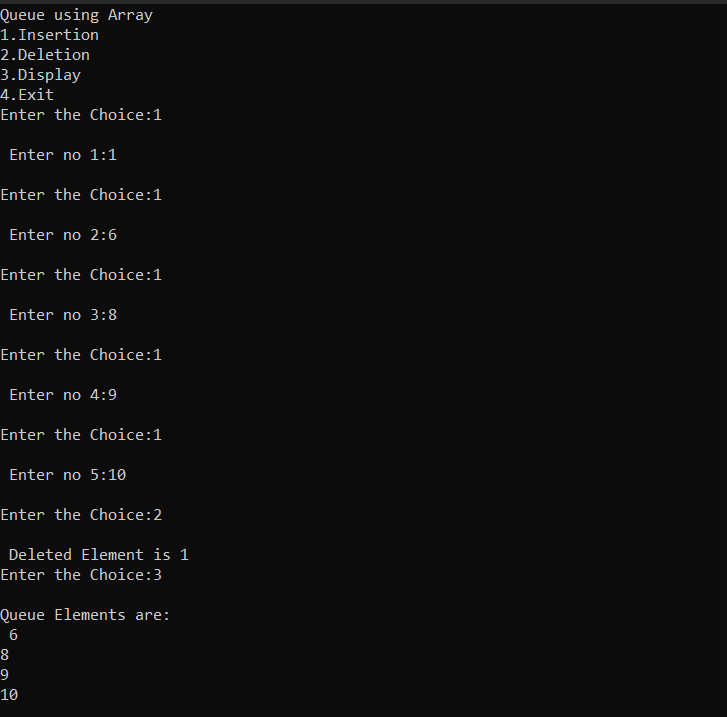 Queue using Array
1.Insertion
2.Deletion
3.Display
4.Exit
Enter the Choice:1
Enter no 1:1
Enter the Choice:1
Enter no 2:6
Enter the Choice:1
Enter no 3:8
Enter the Choice:1
Enter no 4:9
Enter the Choice:1
Enter no 5:10
Enter the Choice:2
Deleted Element is 1
Enter the Choice:3
Queue Elements are:
6
8
9
10